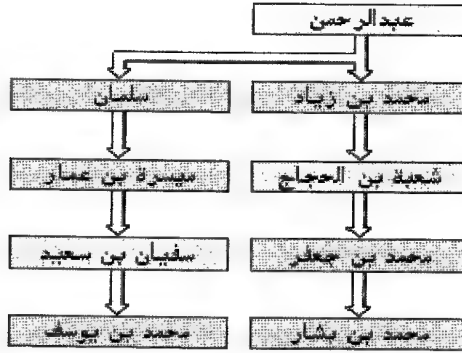 عبدالرحمن
محمد بن زياد
سلمان
شعبة بن الحجاج
ميسرة بن عمار
محمد بن جعفر
سفيان بن سعيد
محمد بن بشار
محمد بن يوسف